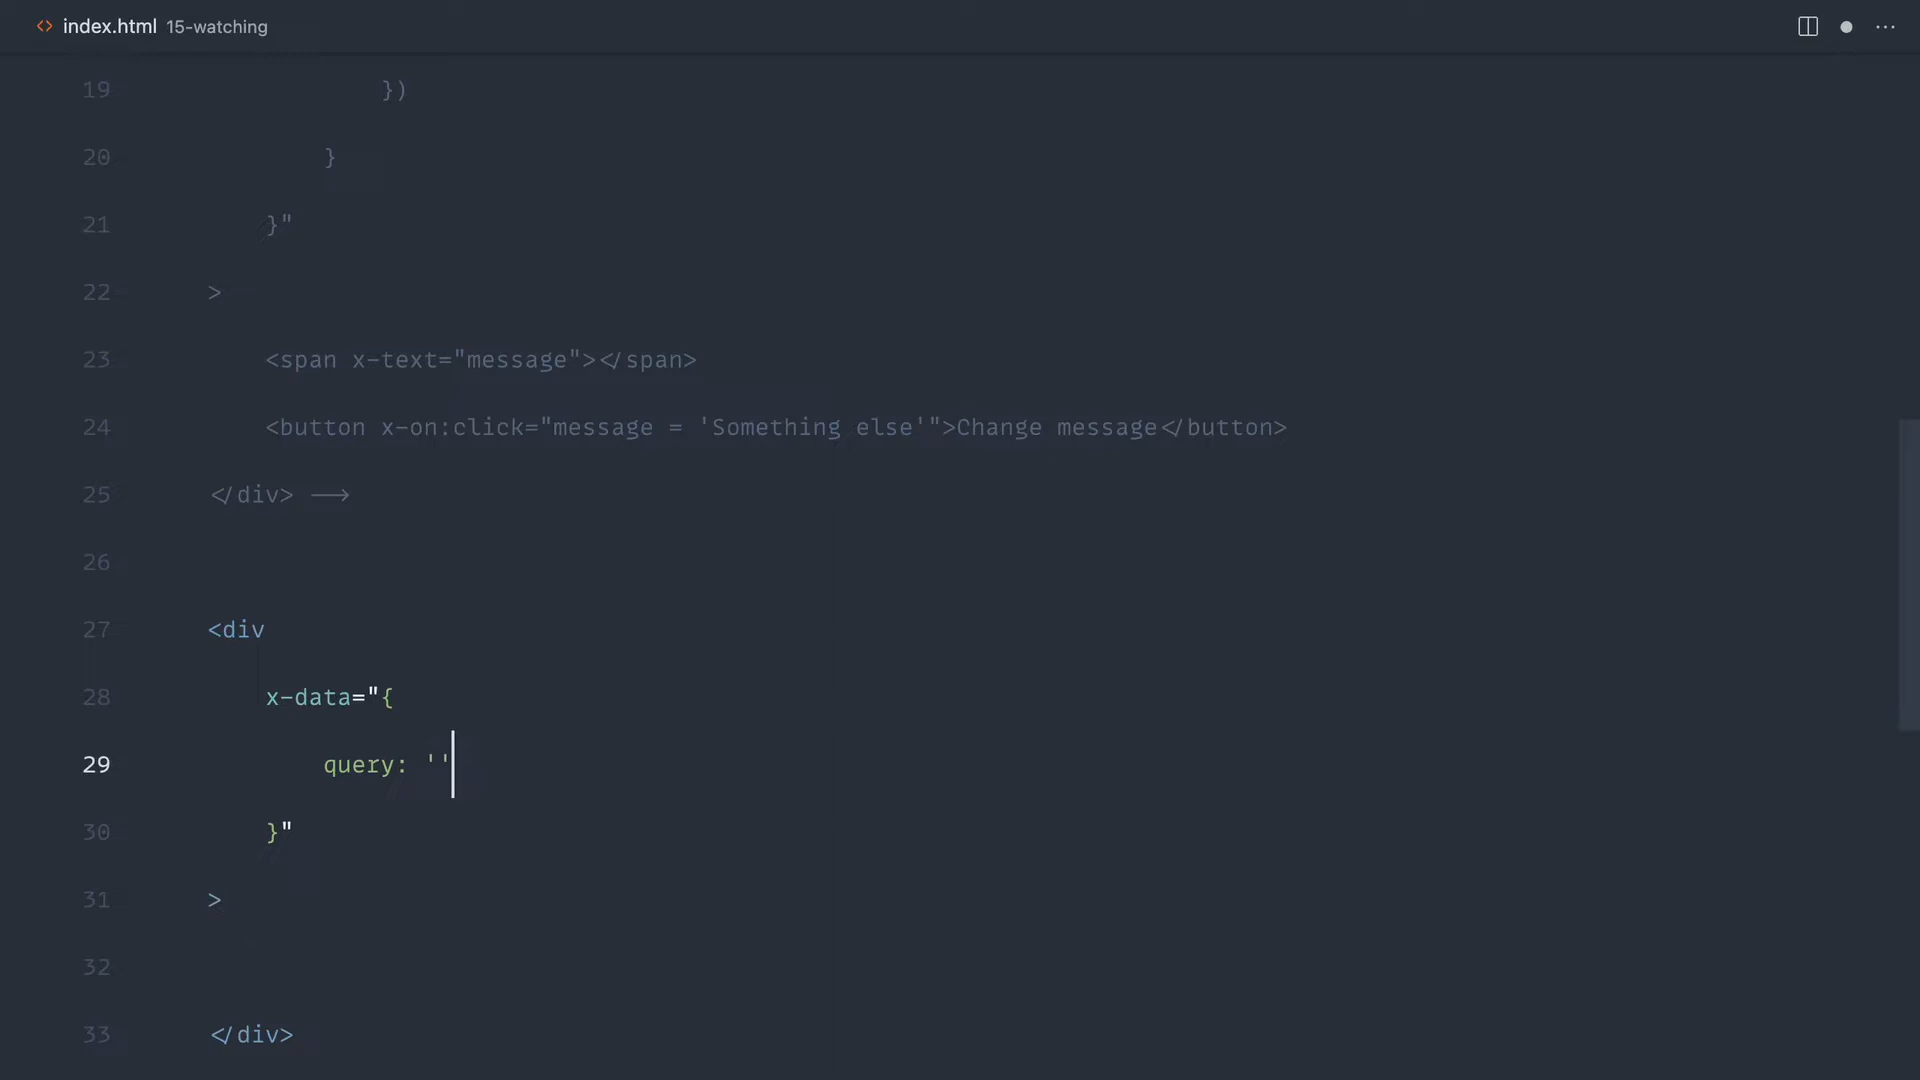 index.html 15-watching
19 })
20 }
21 }"
22 >
23 <span x-text="message"></span>
24 <button x-on:click="message = 'Something else'">Change message</button>
25 </div> -->
26
27 <div
28 x-data="{
29 query: ''
30 }"
31 >
32
33 </div>